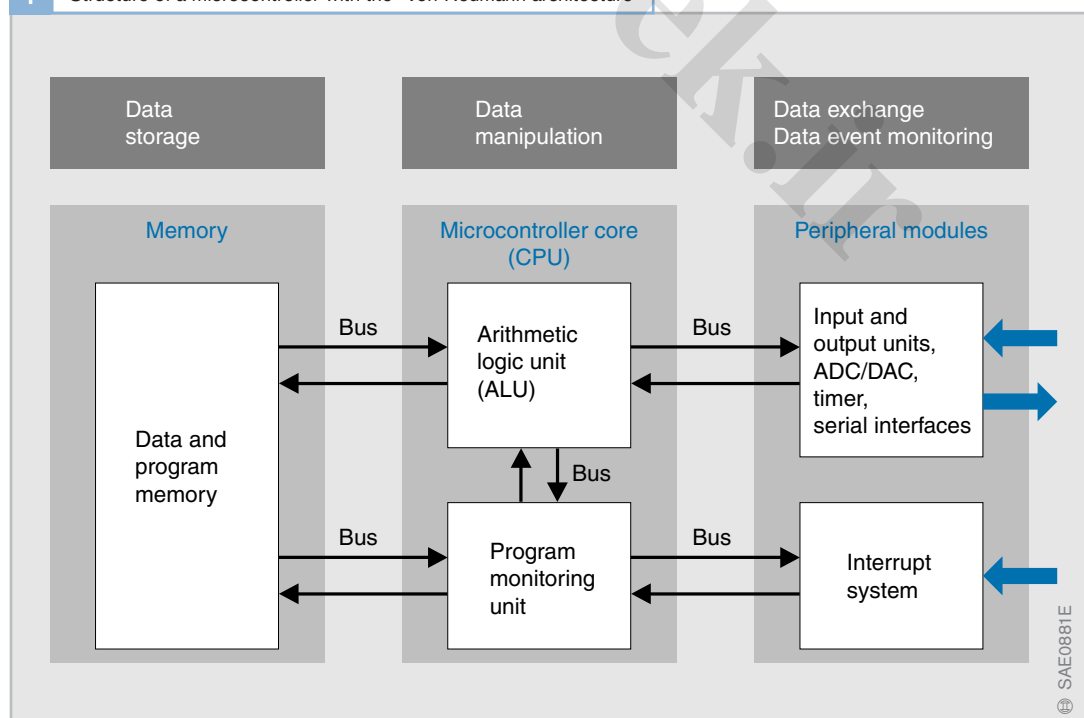 Structure of a microcontroller with the "Von Neumann architecture"
Data
storage
Data
manipulation
Data exchange
Data event monitoring
Memory
Microcontroller core
(CPU)
Peripheral modules
Data and
program
memory
Bus
Arithmetic
logic unit
(ALU)
Bus
Input and
output units,
ADC/DAC,
timer,
serial interfaces
Bus
Bus
Program
monitoring
unit
Bus
Interrupt
system
SAE0881E
ek.ir